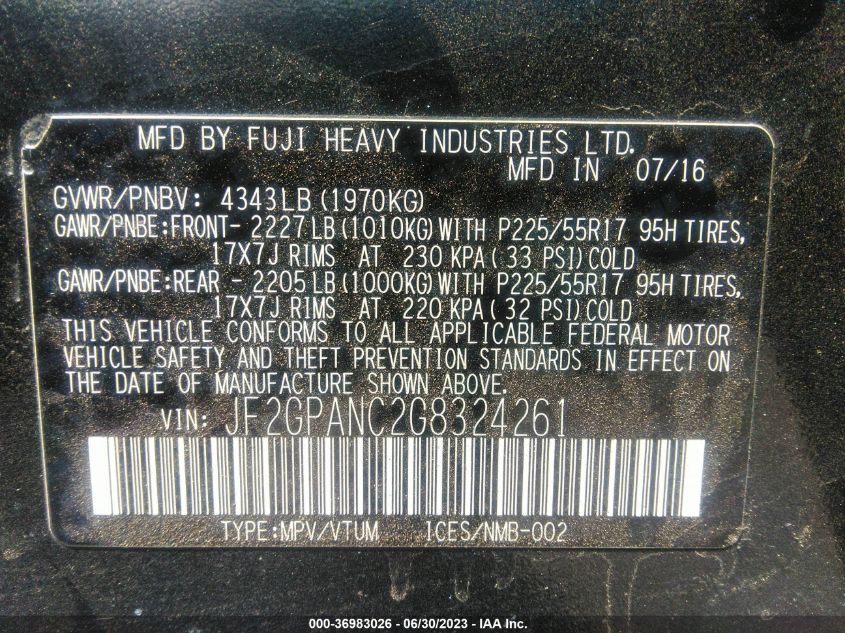 MFD BY FUJI HEAVY INDUSTRIES LTD.
MFD IN 07/16
GVWR/PNBV: 4343LB(1970KG)
GAWR/PNBE:FRONT- 2227LB(1010KG)WITH P225/55R17 95H TIRES,
17X7J RIMS AT 230 KPA(33 PSI)COLD
GAWR/PNBE:REAR - 2205LB(1000KG)WITH P225/55R17 95H TIRES,
17X7J RIMS AT 220 KPA(32 PSI)COLD
THIS VEHICLE CONFORMS TO ALL APPLICABLE FEDERAL MOTOR
VEHICLE SAFETY AND THEFT PREVENTION STANDARDS IN EFFECT ON
THE DATE OF MANUFACTURE SHOWN ABOVE.
VIN: JF2GPANC2G8324261
TYPE:MPV/VTUM ICES/NMB-002
000-36983026 - 06/30/2023 - IAA Inc.